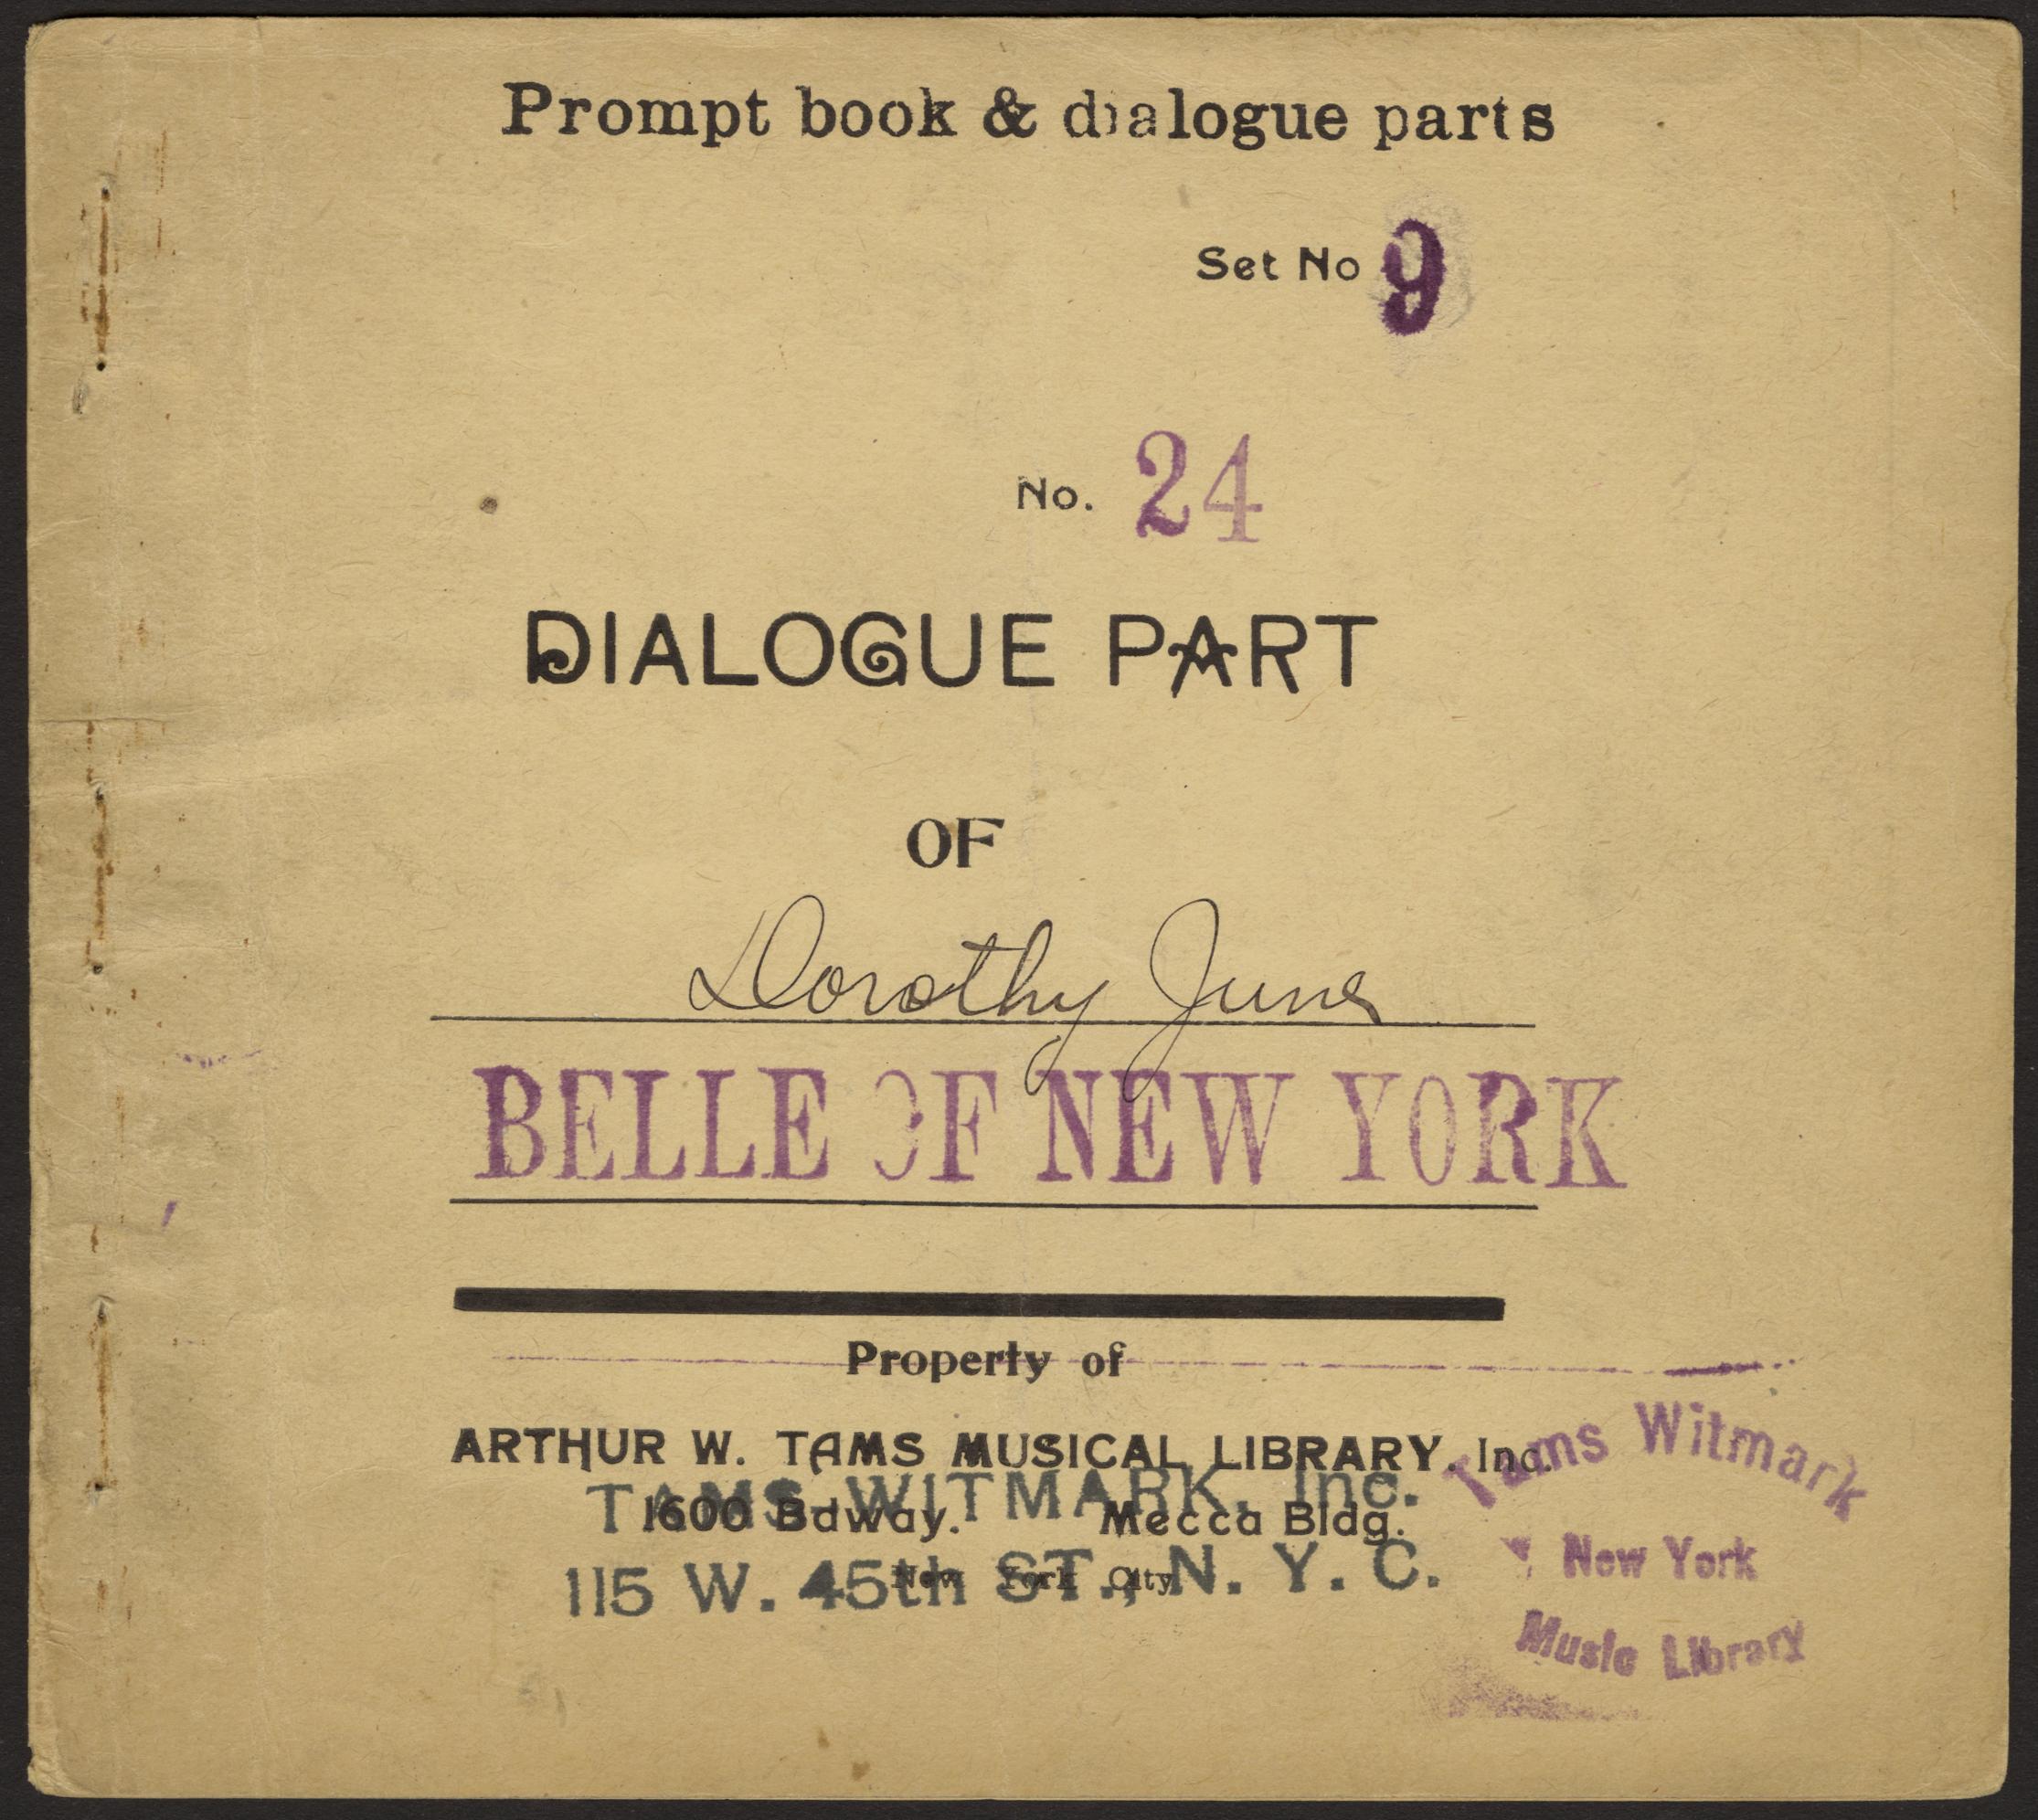 Prompt book & dialogue parts
Set No 9
No. 24
DIALOGUE PART
OF
Dorothy June
BELLE OF NEW YORK
Property of
ARTHUR W. TAMS MUSICAL LIBRARY. Inc.
TAMS-WITMARK, Inc.
1600 Bdway. Mecca Bldg.
New York City
115 W. 45th ST., N. Y. C.
Tams Witmark
New York
Music Library